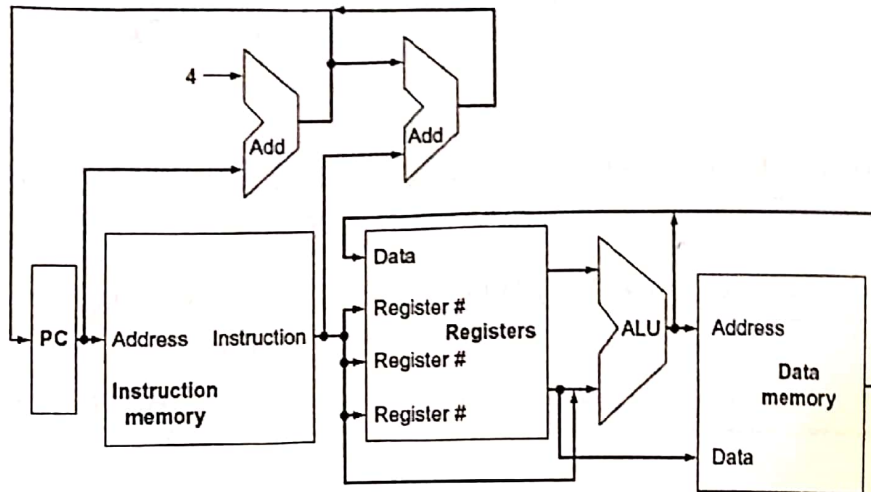 4
Add
Add
PC
Address
Instruction
Instruction
memory
Data
Register #
Registers
Register #
Register #
ALU
Address
Data
memory
Data